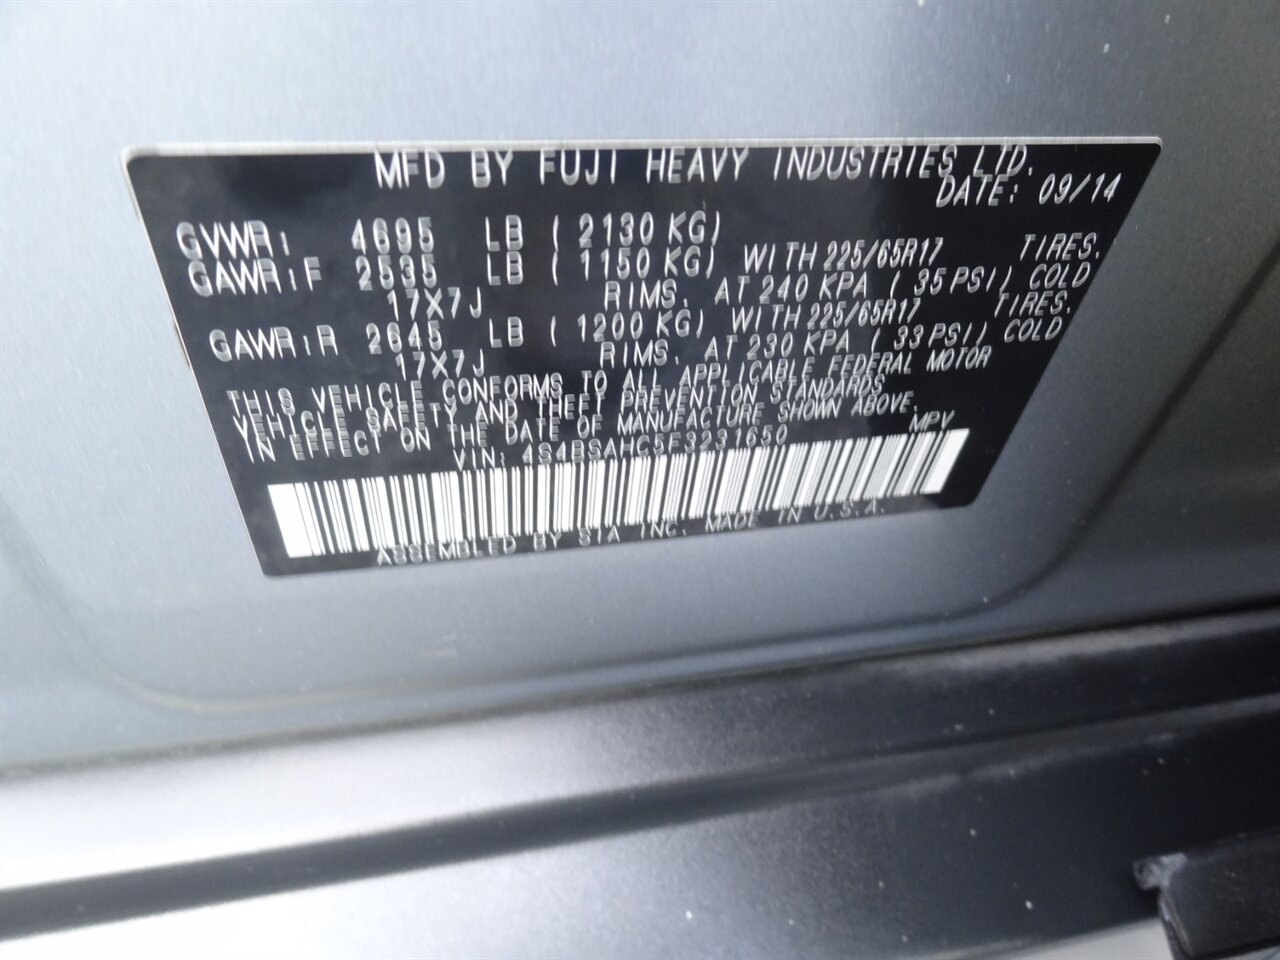 MFD BY FUJI HEAVY INDUSTRIES LTD.
DATE: 09/14
GVWR: 4695 LB ( 2130 KG)
GAWR:F 2535 LB ( 1150 KG) WITH 225/65R17 TIRES.
17X7J RIMS, AT 240 KPA ( 35 PSI) COLD
GAWR:R 2645 LB ( 1200 KG) WITH 225/65R17 TIRES.
17X7J RIMS, AT 230 KPA ( 33 PSI) COLD
THIS VEHICLE CONFORMS TO ALL APPLICABLE FEDERAL MOTOR
VEHICLE SAFETY AND THEFT PREVENTION STANDARDS
IN EFFECT ON THE DATE OF MANUFACTURE SHOWN ABOVE.
VIN: 4S4BSAHC5F3231650 MPV
ASSEMBLED BY SIA INC. MADE IN U.S.A.